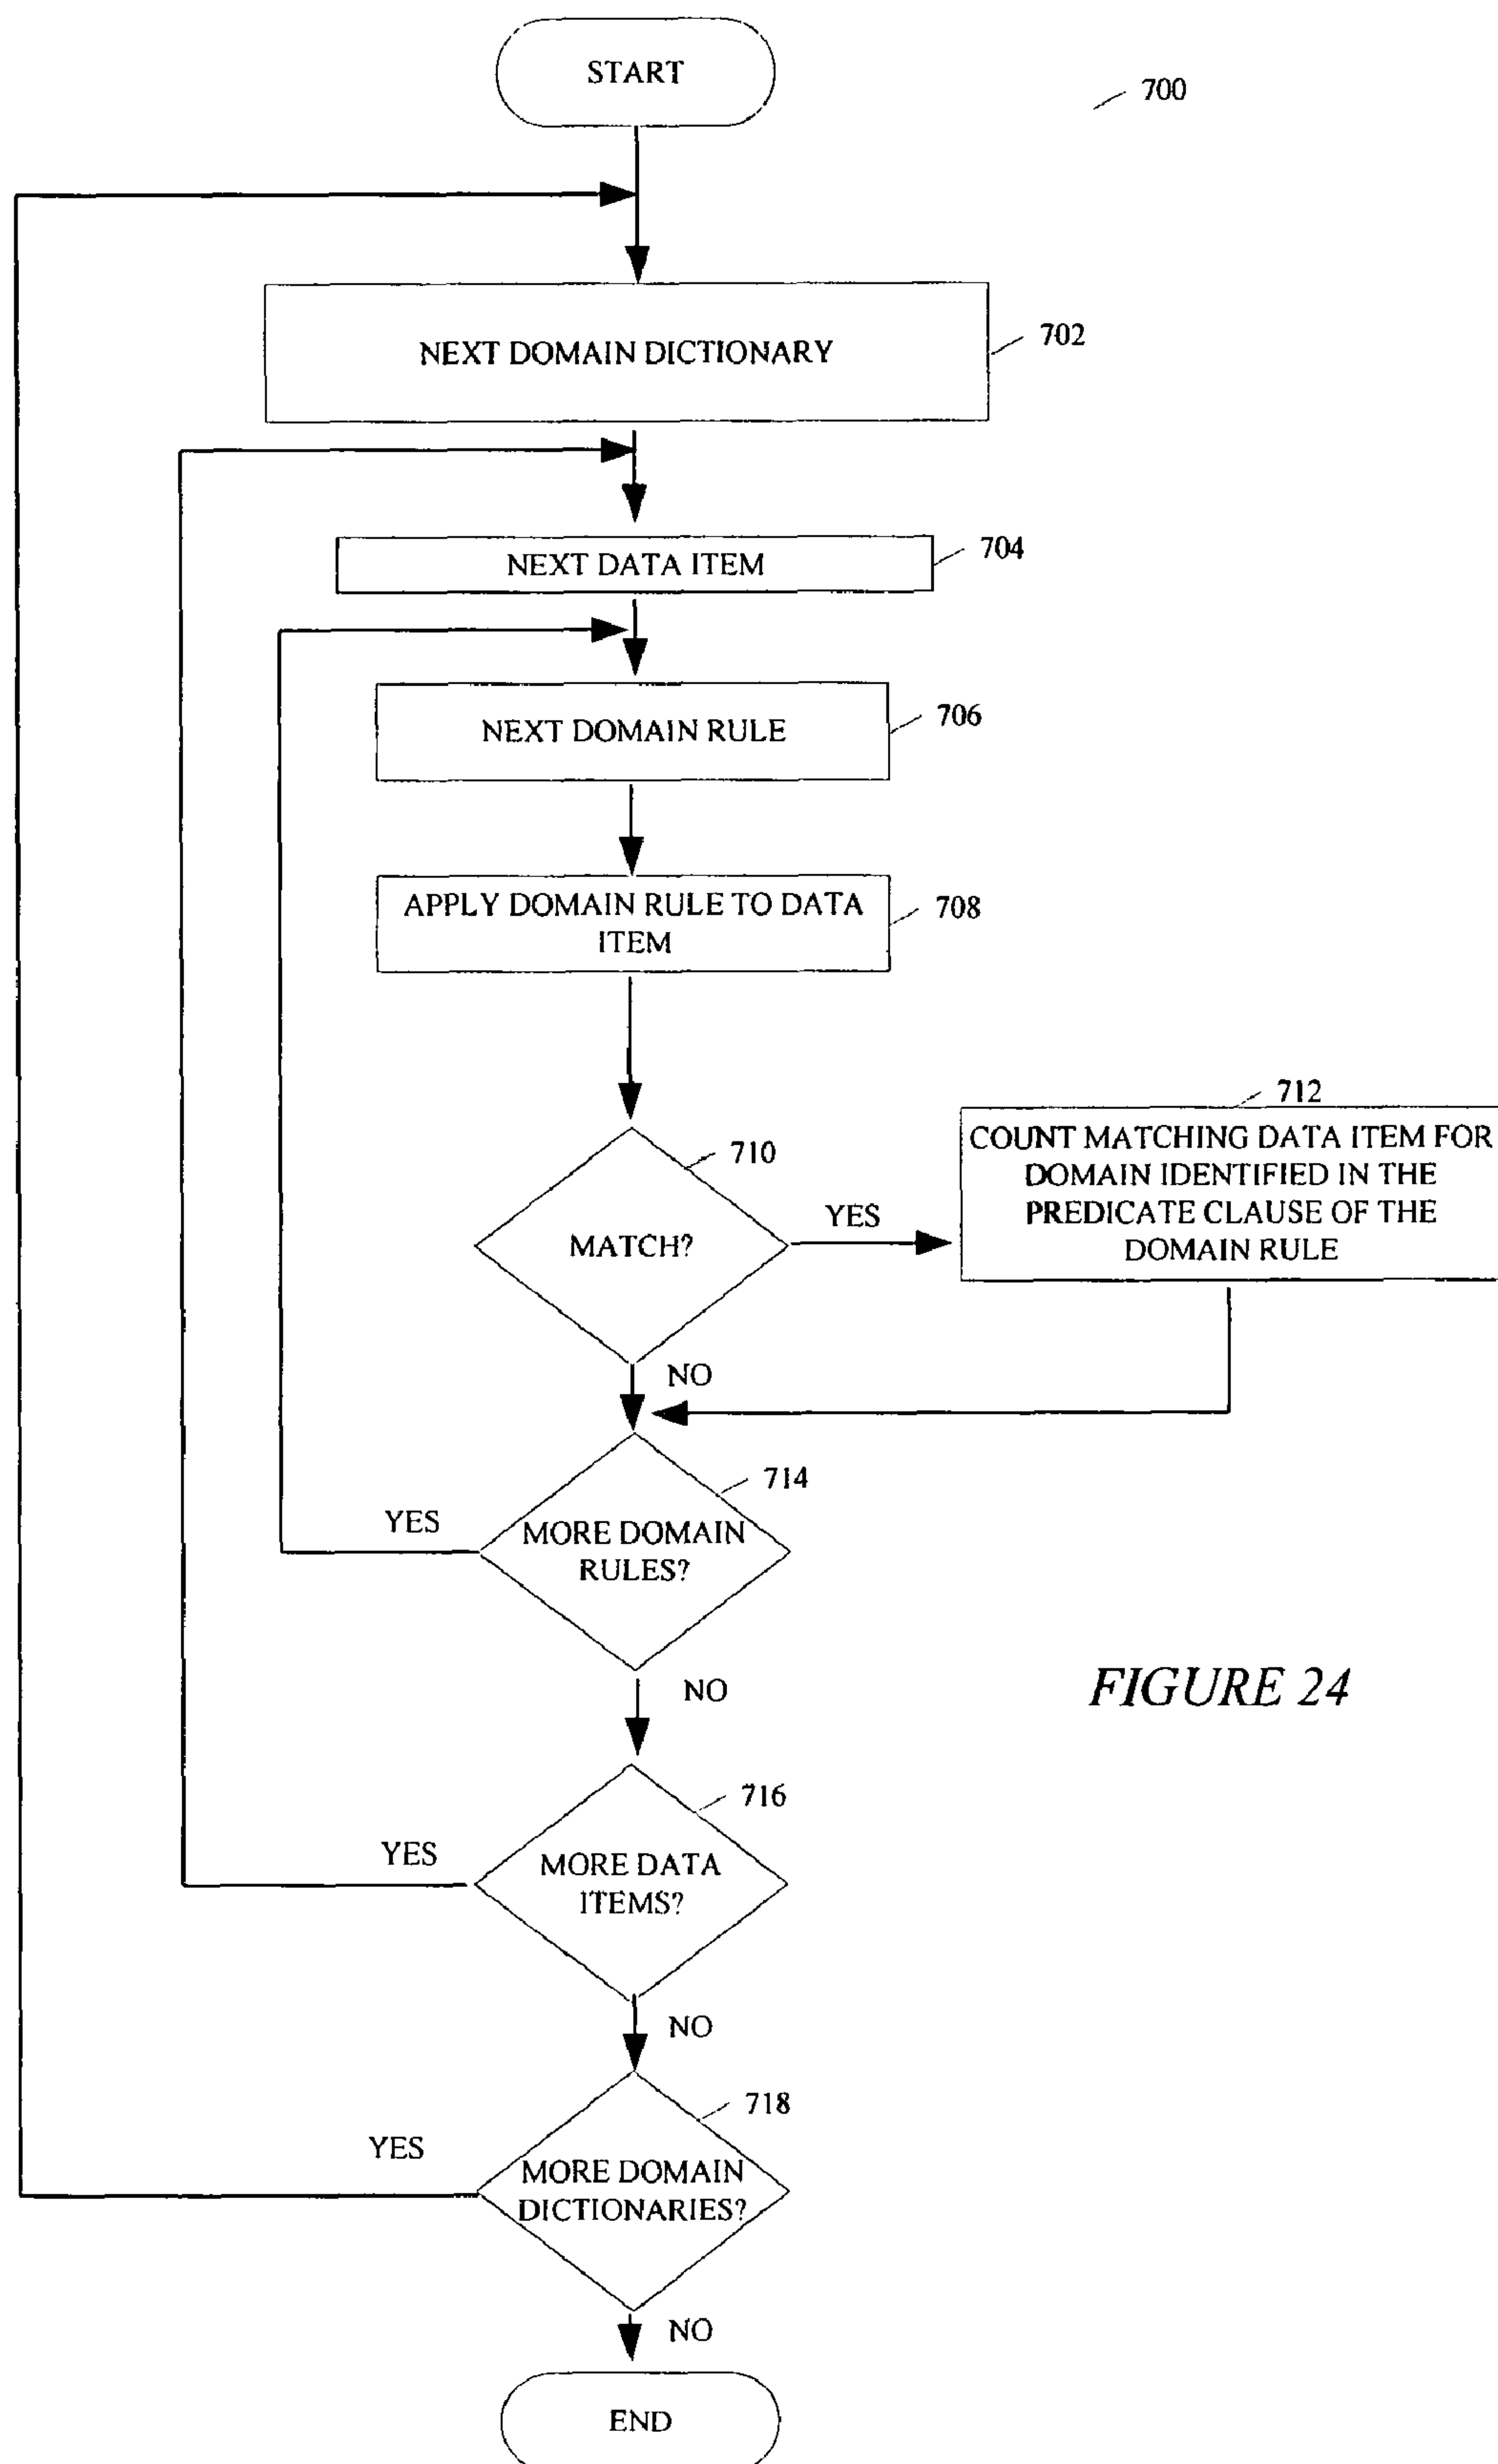 START
700
NEXT DOMAIN DICTIONARY
702
NEXT DATA ITEM
704
NEXT DOMAIN RULE
706
APPLY DOMAIN RULE TO DATA
ITEM
708
710
MATCH?
YES
712
COUNT MATCHING DATA ITEM FOR
DOMAIN IDENTIFIED IN THE
PREDICATE CLAUSE OF THE
DOMAIN RULE
NO
714
YES
MORE DOMAIN
RULES?
NO
FIGURE 24
716
YES
MORE DATA
ITEMS?
NO
718
YES
MORE DOMAIN
DICTIONARIES?
NO
END